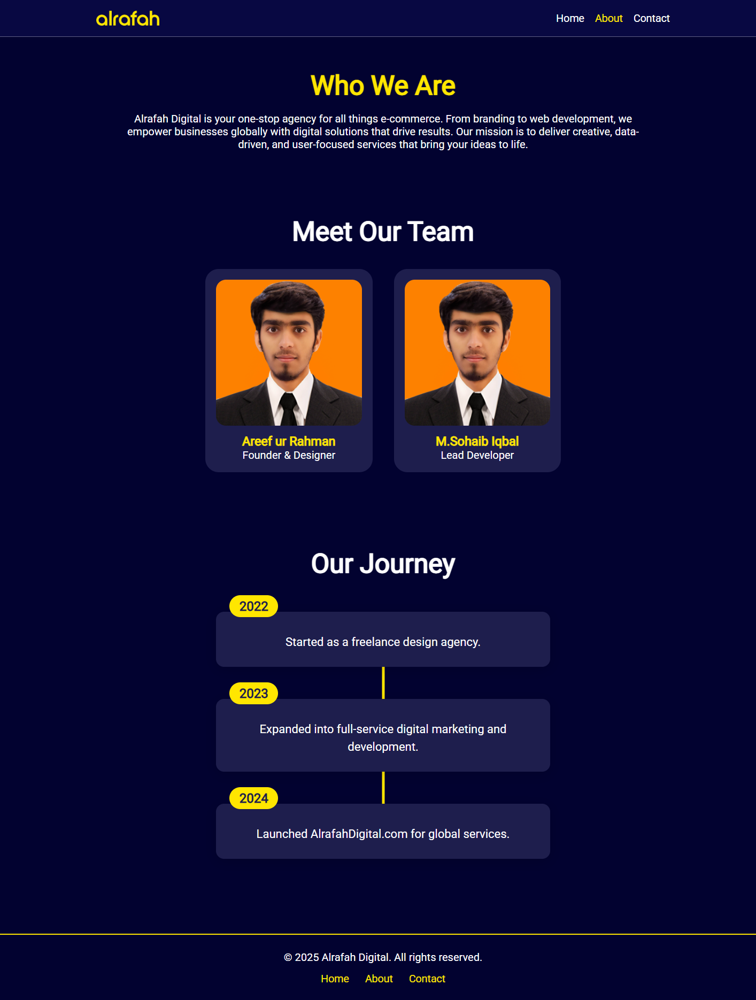 alrafah
Home About Contact
Who We Are
Alrafah Digital is your one-stop agency for all things e-commerce. From branding to web development, we
empower businesses globally with digital solutions that drive results. Our mission is to deliver creative, data-
driven, and user-focused services that bring your ideas to life.
Meet Our Team
Areef ur Rahman
Founder & Designer
M.Sohaib Iqbal
Lead Developer
Our Journey
2022
Started as a freelance design agency.
2023
Expanded into full-service digital marketing and
development.
2024
Launched AlrafahDigital.com for global services.
© 2025 Alrafah Digital. All rights reserved.
Home About Contact